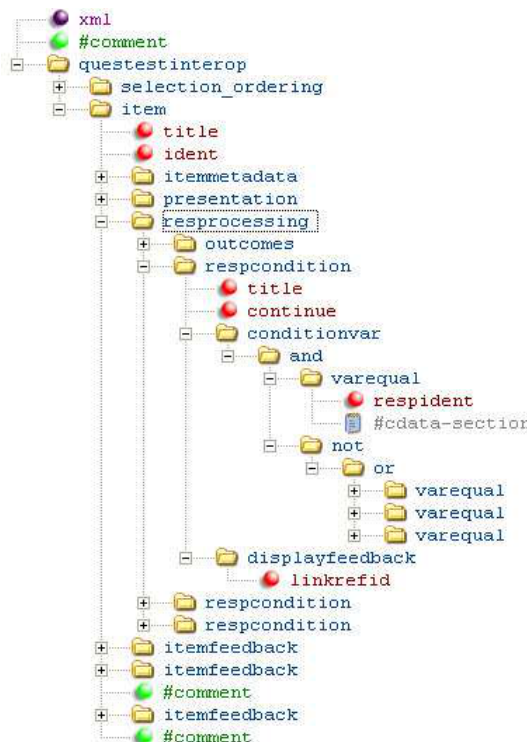 xml
#comment
questestinterop
selection_ordering
item
title
ident
itemmetadata
presentation
resprocessing
outcomes
respcondition
title
continue
conditionvar
and
varequal
respident
#cdata-section
not
or
varequal
varequal
varequal
displayfeedback
linkrefid
respcondition
respcondition
itemfeedback
itemfeedback
#comment
itemfeedback
#comment